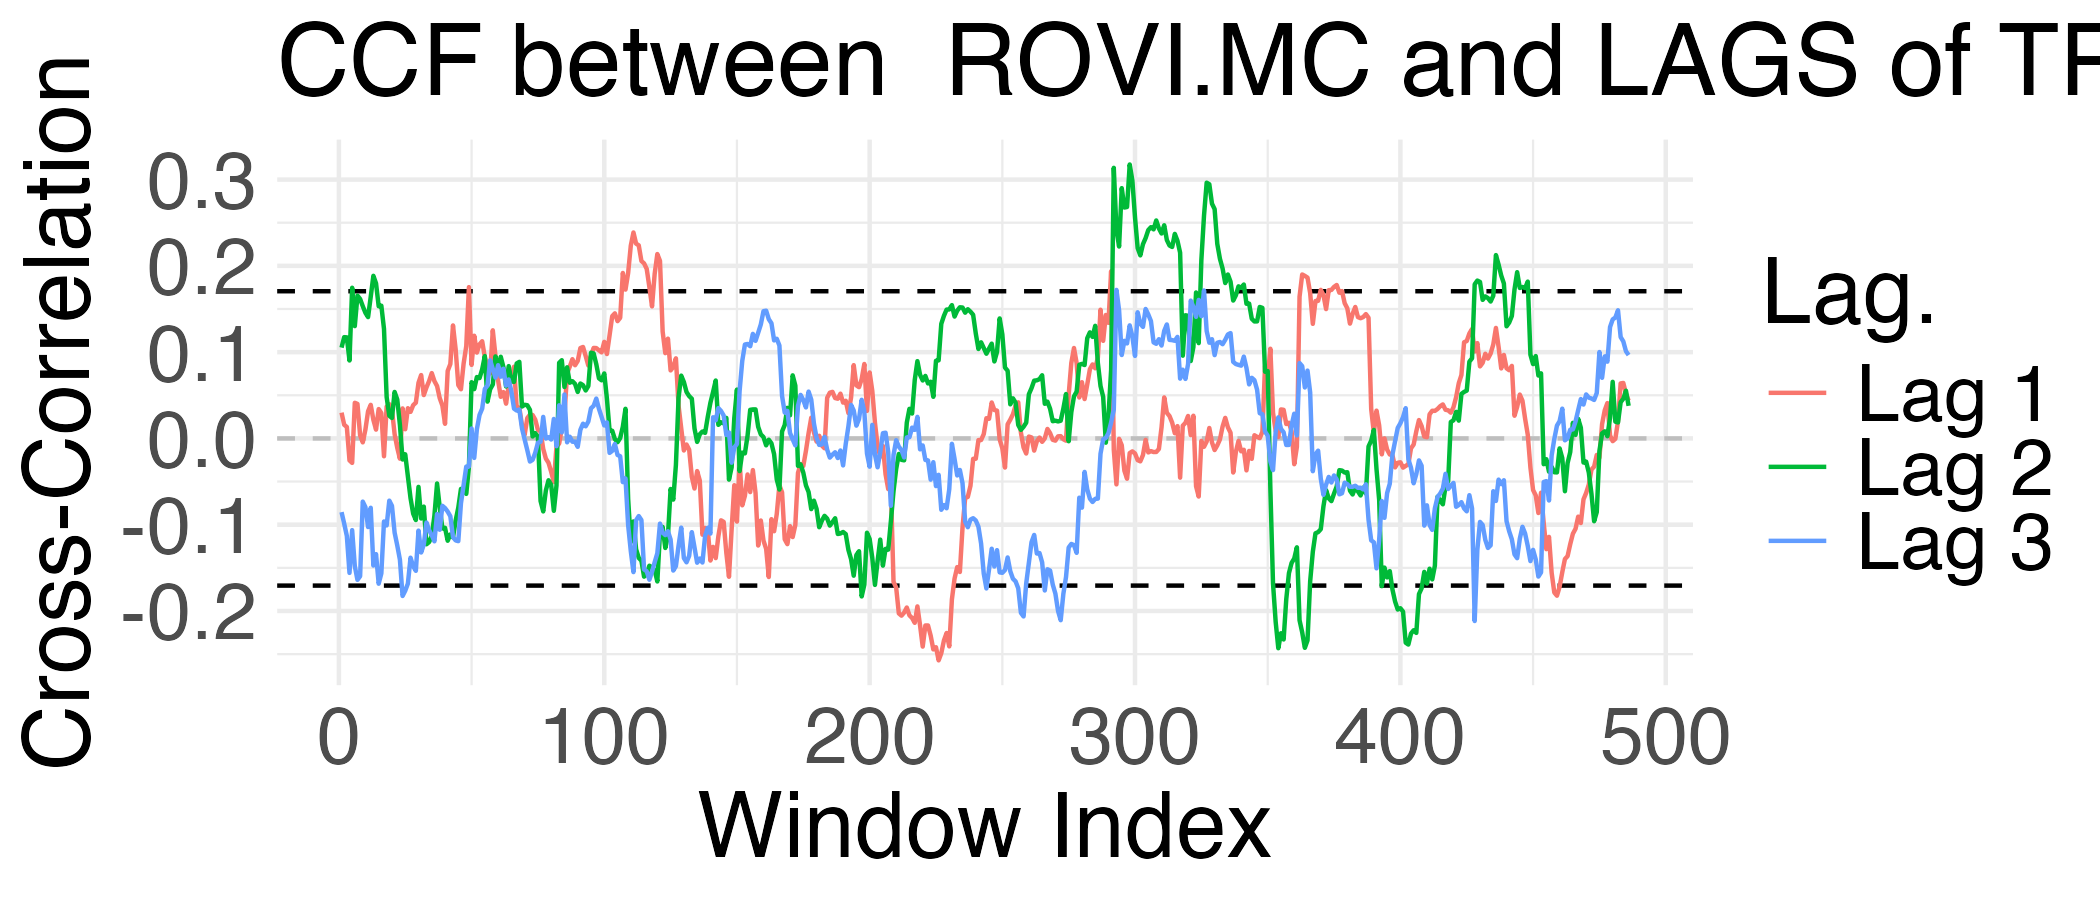 CCF between ROVI.MC and LAGS of
Cross-Correlation
0.3
0.2
0.1
0.0
-0.1
-0.2
0
100
200
300
400
500
Window Index
Lag.
Lag 1
Lag 2
Lag 3